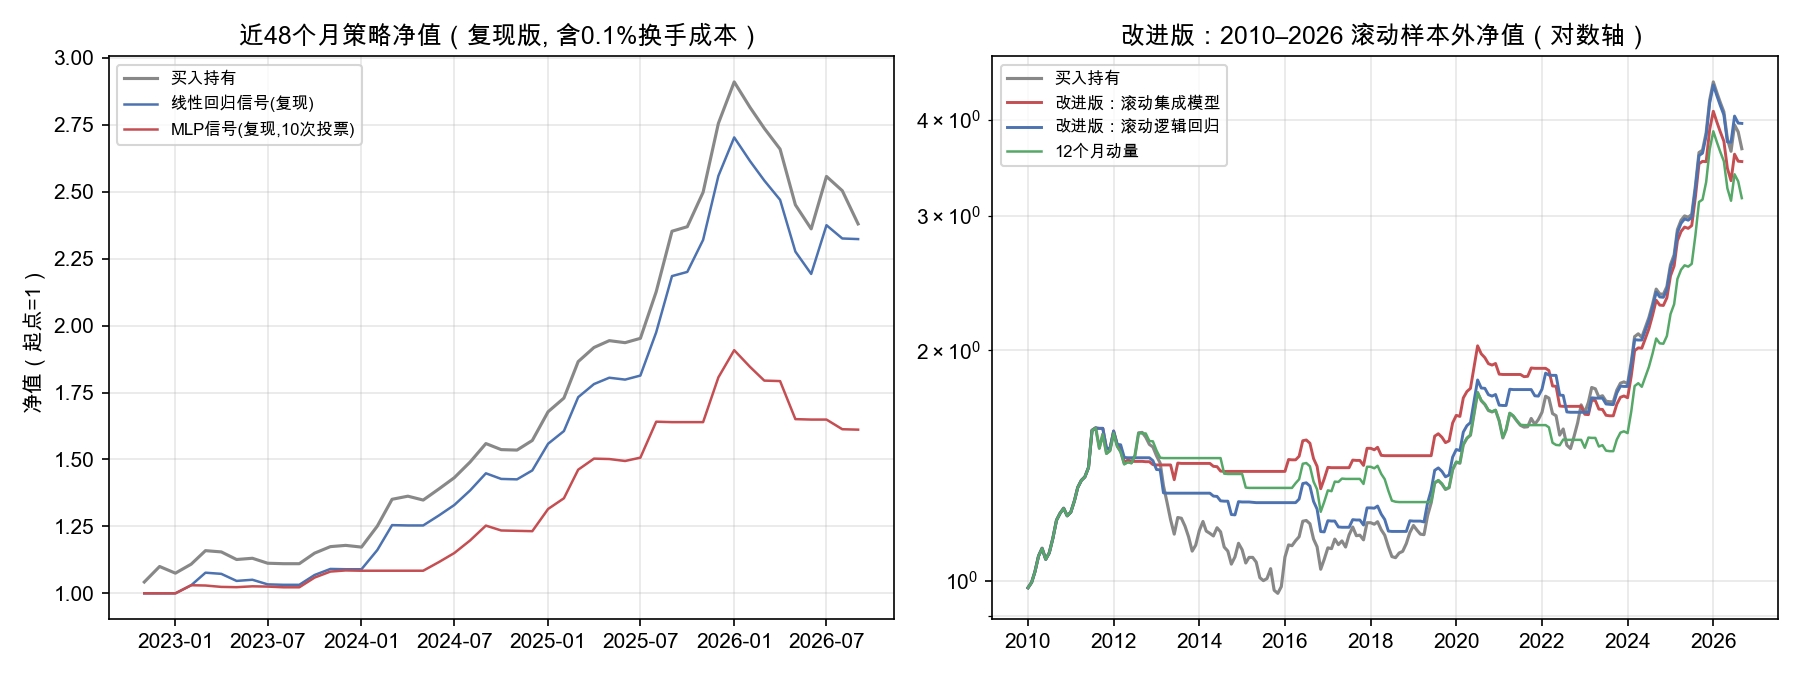 近48个月策略净值（复现版, 含0.1%换手成本）
买入持有
线性回归信号(复现)
MLP信号(复现,10次投票)
净值（起点=1）
3.00
2.75
2.50
2.25
2.00
1.75
1.50
1.25
1.00
2023-01 2023-07 2024-01 2024-07 2025-01 2025-07 2026-01 2026-07
改进版：2010–2026 滚动样本外净值（对数轴）
买入持有
改进版：滚动集成模型
改进版：滚动逻辑回归
12个月动量
4 × 10⁰
3 × 10⁰
2 × 10⁰
10⁰
2010 2012 2014 2016 2018 2020 2022 2024 2026